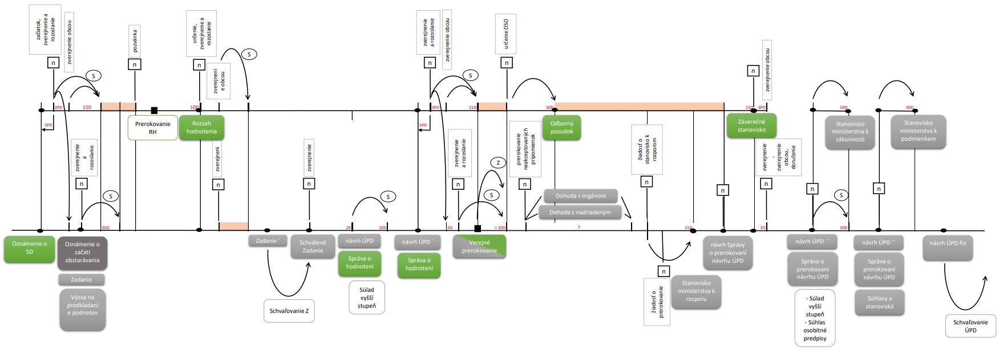 začiatok,
zverejnenie a
rozoslanie
zverejnenie obcou
pozvánka
určenie,
zverejnenie a
rozoslanie
zverejneni
e obcou
zverejnenie
a rozoslanie
zverejnenie obcou
určenie OSO
zverejnenie obcou
n
n
n
n
n
n
S
S
S
3PD
15D
10D
3PD
21D
30D
15D
3PD
30D
30D
5PD
5PD
Prerokovanie
RH
Rozsah
hodnotenia
Odborný
posudok
Záverečné
stanovisko
Stanovisko
ministerstva k
zákonnosti
Stanovisko
ministerstva k
podmienkam
zverejnenie
a
rozoslanie
zverejneni
zverejnenie
zverejnenie
a rozoslanie
prerokovanie
neakceptovaných
pripomienok
žiadosť o
stanovisko k
rozporom
zverejnenie
,
zverejnenie
obcou,
doručenie
n
n
n
n
n
n
n
n
n
n
S
S
Z
S
S
Dohoda s orgánom
Dohoda s nadriadeným
30D
2R
10D
3D
>30D
?
21D
3D
30D
Oznámenie o
SD
Oznámenie o
začatí
obstarávania
Zadanie
Výzva na
predkladani
e podnetov
Zadanie ´
Schválené
Zadanie
Schvaľovanie Z
návrh ÚPD
Správa o
hodnotení
Súlad
vyšší
stupeň
návrh ÚPD ´
Správa o
hodnotení
Verejné
prerokovanie
n
žiadosť o
prerokovanie
Stanovisko
ministerstva k
rozporu
návrh Správy
o prerokovaní
návrhu ÚPD
návrh ÚPD ´´
Správa o
prerokovaní
návrhu ÚPD
- Súlad
vyšší
stupeň
- Súhlas
osobitné
predpisy
návrh ÚPD ´´
Správa o
prerokovaní
návrhu ÚPD
Súhlasy a
stanoviská
návrh ÚPD fin
Schvaľovanie
ÚPD